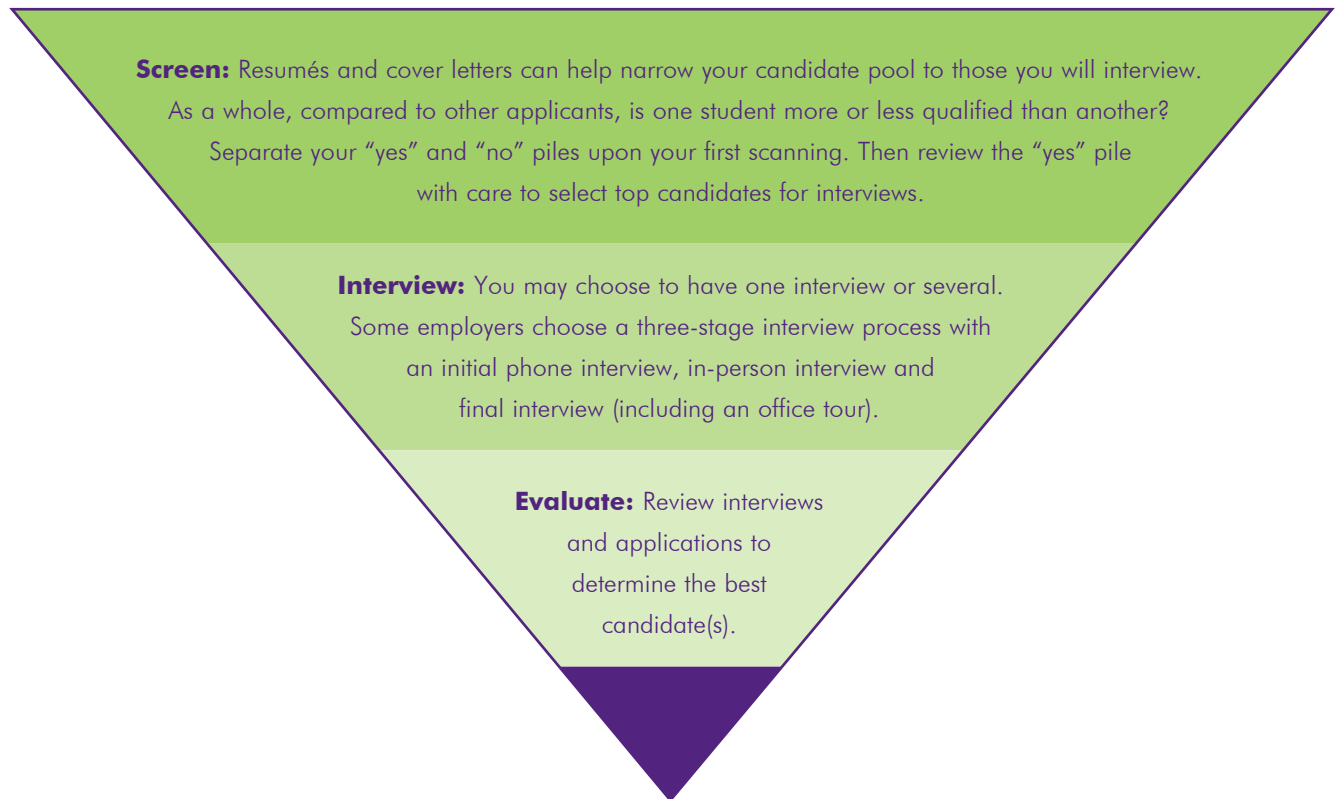 Screen: Resumés and cover letters can help narrow your candidate pool to those you will interview.
As a whole, compared to other applicants, is one student more or less qualified than another?
Separate your “yes” and “no” piles upon your first scanning. Then review the “yes” pile
with care to select top candidates for interviews.
Interview: You may choose to have one interview or several.
Some employers choose a three-stage interview process with
an initial phone interview, in-person interview and
final interview (including an office tour).
Evaluate: Review interviews
and applications to
determine the best
candidate(s).